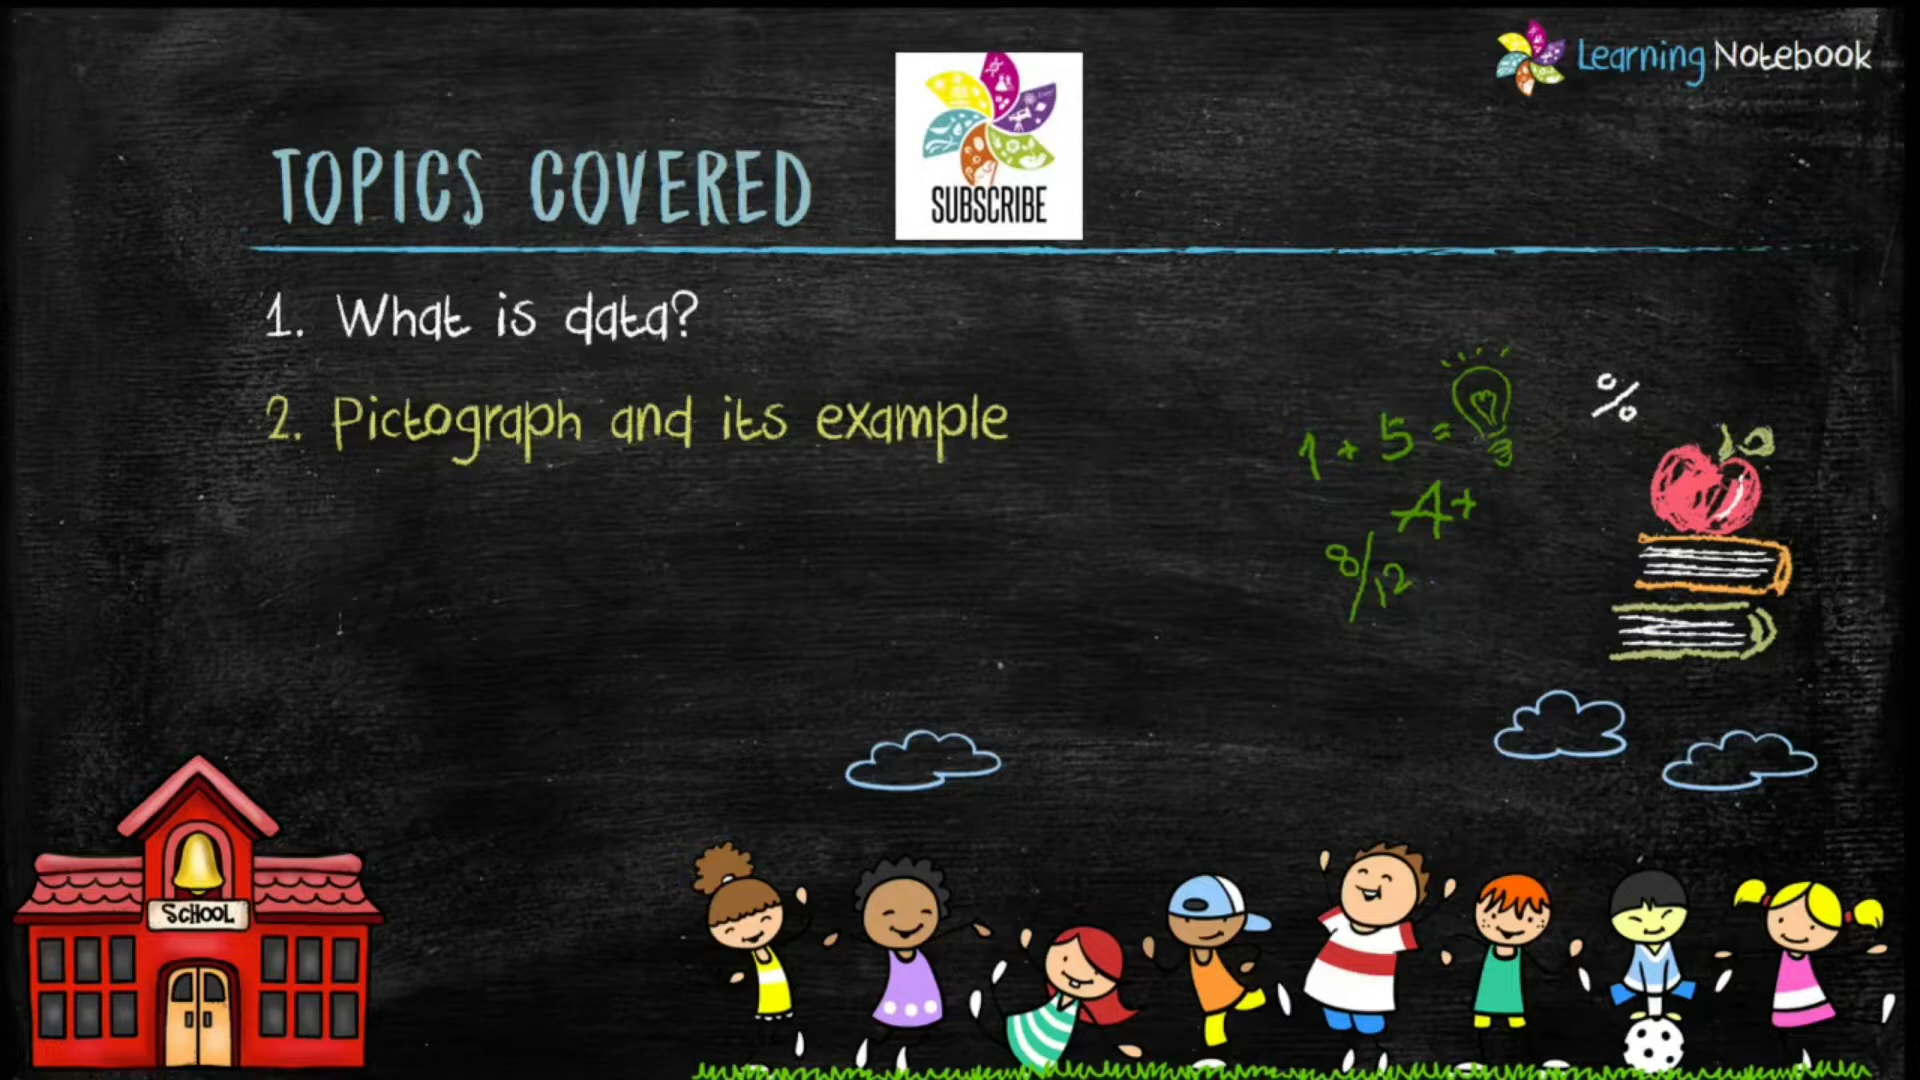 Learning Notebook
SUBSCRIBE
TOPICS COVERED
1. What is data?
2. Pictograph and its example
1 + 5 =
%
A+
8/12
SCHOOL